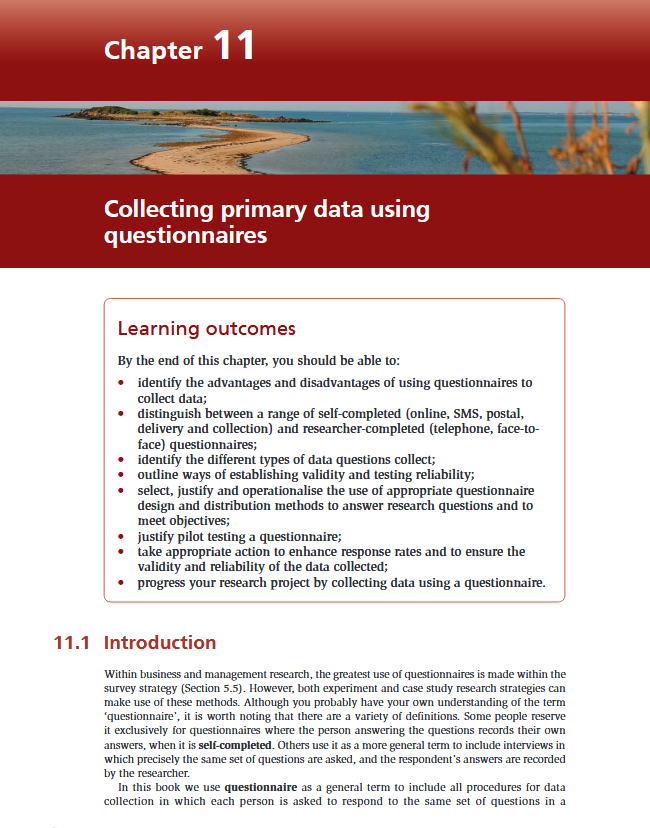 Chapter 11
Collecting primary data using
questionnaires
Learning outcomes
By the end of this chapter, you should be able to:
• identify the advantages and disadvantages of using questionnaires to
collect data;
• distinguish between a range of self-completed (online, SMS, postal,
delivery and collection) and researcher-completed (telephone, face-to-
face) questionnaires;
• identify the different types of data questions collect;
• outline ways of establishing validity and testing reliability;
• select, justify and operationalise the use of appropriate questionnaire
design and distribution methods to answer research questions and to
meet objectives;
• justify pilot testing a questionnaire;
• take appropriate action to enhance response rates and to ensure the
validity and reliability of the data collected;
• progress your research project by collecting data using a questionnaire.
11.1 Introduction
Within business and management research, the greatest use of questionnaires is made within the
survey strategy (Section 5.5). However, both experiment and case study research strategies can
make use of these methods. Although you probably have your own understanding of the term
‘questionnaire’, it is worth noting that there are a variety of definitions. Some people reserve
it exclusively for questionnaires where the person answering the questions records their own
answers, when it is self-completed. Others use it as a more general term to include interviews in
which precisely the same set of questions are asked, and the respondent’s answers are recorded
by the researcher.
In this book we use questionnaire as a general term to include all procedures for data
collection in which each person is asked to respond to the same set of questions in a